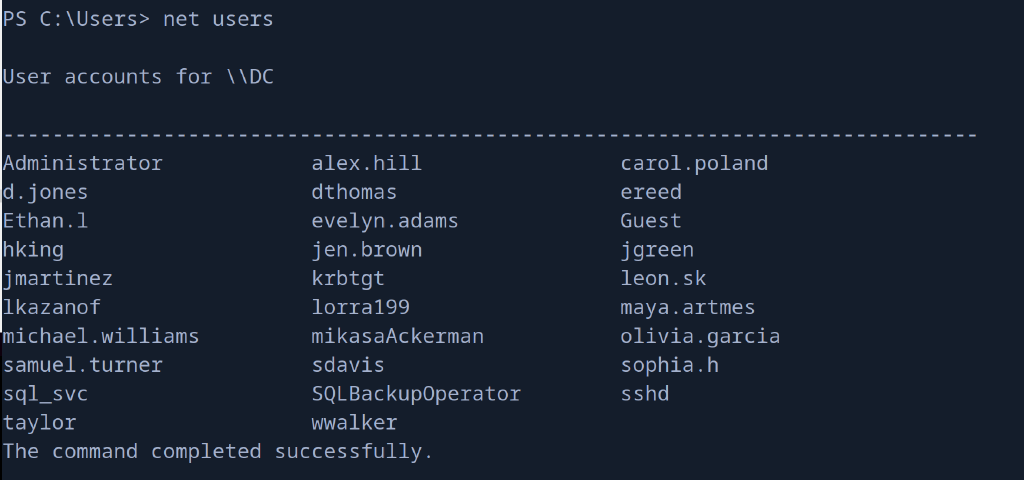 PS C:\Users> net users
User accounts for \\DC
-------------------------------------------------------------------------------
Administrator            alex.hill                carol.poland
d.jones                  dthomas                  ereed
Ethan.l                  evelyn.adams             Guest
hking                    jen.brown                jgreen
jmartinez                krbtgt                   leon.sk
lkazanof                 lorra199                 maya.artmes
michael.williams         mikasaAckerman           olivia.garcia
samuel.turner            sdavis                   sophia.h
sql_svc                  SQLBackupOperator        sshd
taylor                   wwalker
The command completed successfully.